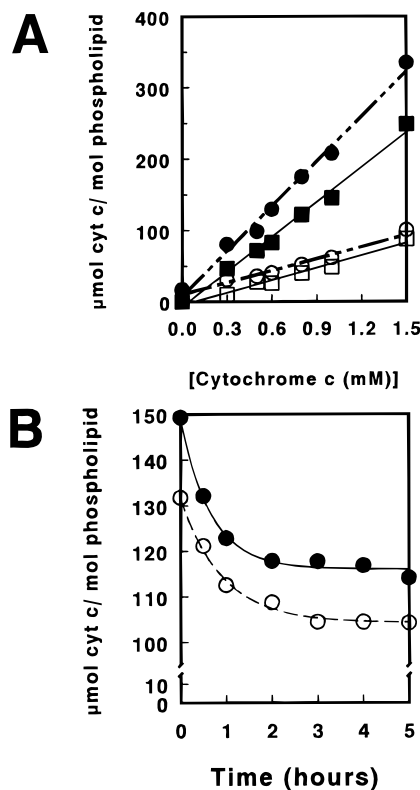 A
µmol cyt c/ mol phospholipid
400
300
200
100
0
0.0 0.3 0.6 0.9 1.2 1.5
[Cytochrome c (mM)]
B
µmol cyt c/ mol phospholipid
150
140
130
120
110
100
10
0
0 1 2 3 4 5
Time (hours)